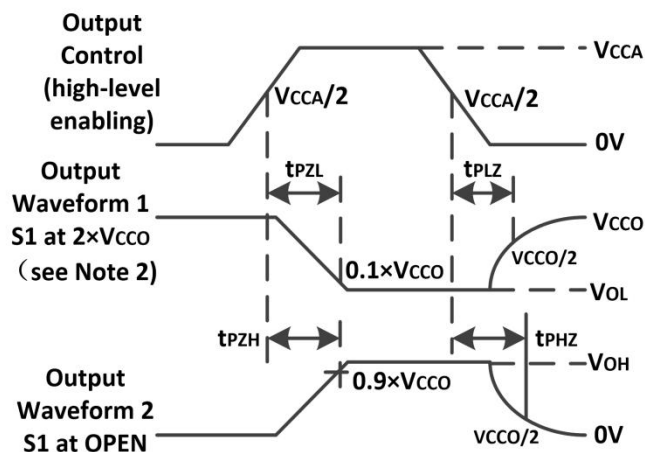 Output
Control
(high-level
enabling)
VCCA
VCCA/2
VCCA/2
0V
Output
Waveform 1
S1 at 2×VCCO
（see Note 2)
tPZL
tPLZ
VCCO
VCCO/2
0.1×VCCO
VOL
tPZH
tPHZ
VOH
Output
Waveform 2
S1 at OPEN
0.9×VCCO
VCCO/2
0V